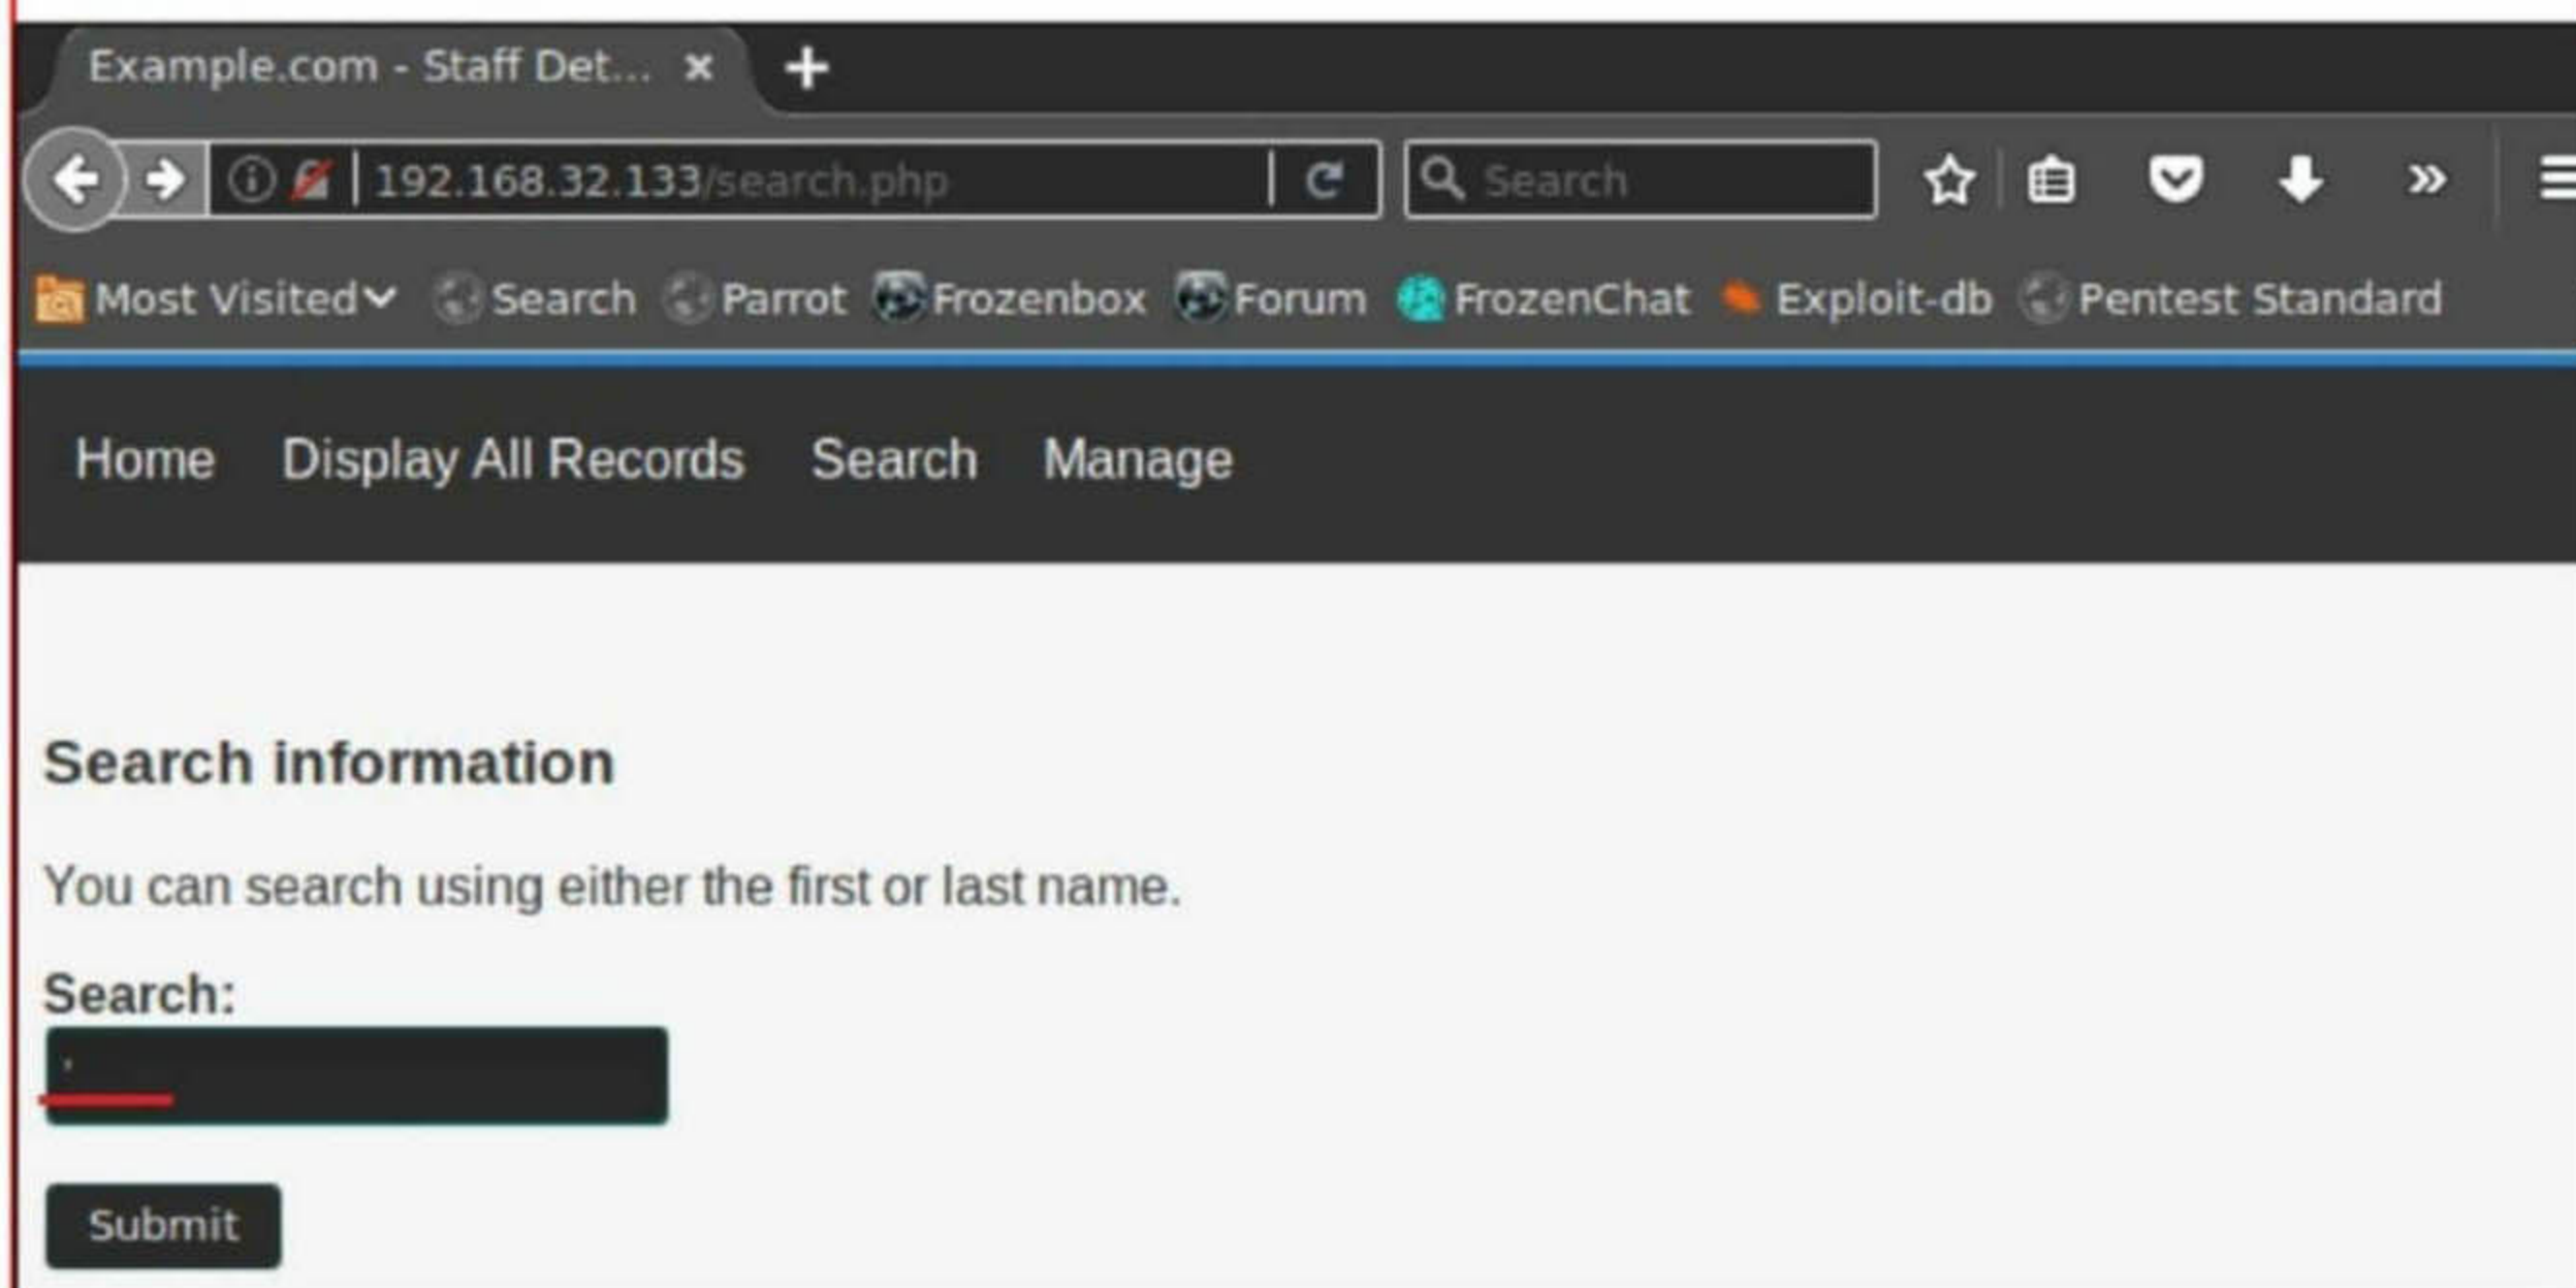 Example.com - Staff Det...
192.168.32.133/search.php
Search
Most Visited Search Parrot Frozenbox Forum FrozenChat Exploit-db Pentest Standard
Home Display All Records Search Manage
Search information
You can search using either the first or last name.
Search:
'
Submit